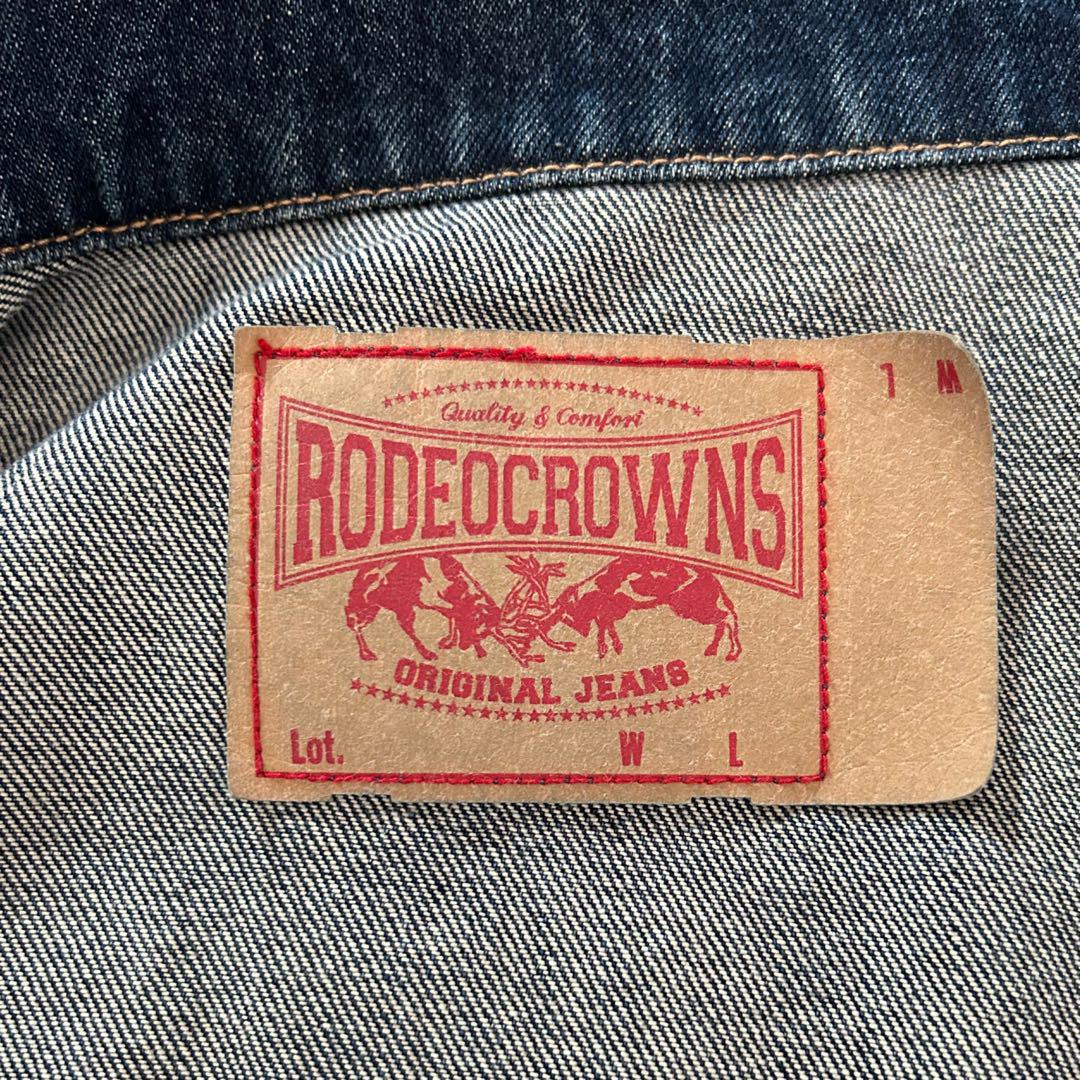 Quality & Comfort
RODEOCROWNS
ORIGINAL JEANS
Lot. W L
1 M